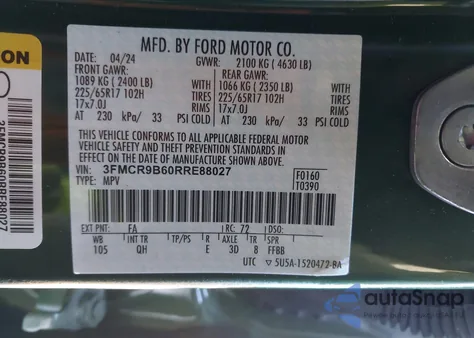 ON
3FMCR9B60RRE88027
MFD. BY FORD MOTOR CO.
DATE: 04/24 GVWR: 2100 KG ( 4630 LB)
FRONT GAWR: REAR GAWR:
1089 KG ( 2400 LB) 1066 KG ( 2350 LB)
225/65R17 102H TIRES 225/65R17 102H TIRES
17x7.0J RIMS 17x7.0J RIMS
AT 230 kPa/ 33 PSI COLD AT 230 kPa/ 33 PSI COLD
THIS VEHICLE CONFORMS TO ALL APPLICABLE FEDERAL MOTOR
VEHICLE SAFETY AND THEFT PREVENTION STANDARDS IN EFFECT ON
THE DATE OF MANUFACTURE SHOWN ABOVE.
VIN: 3FMCR9B60RRE88027 F0160
TYPE: MPV T0390
EXT PNT: FA RC: 72 DSO:
WB INT TR TP/PS R AXLE TR SPR
105 QH E 3D 8 FFBB
UTC ▽ 5U5A-1520472-BA
autoSnap